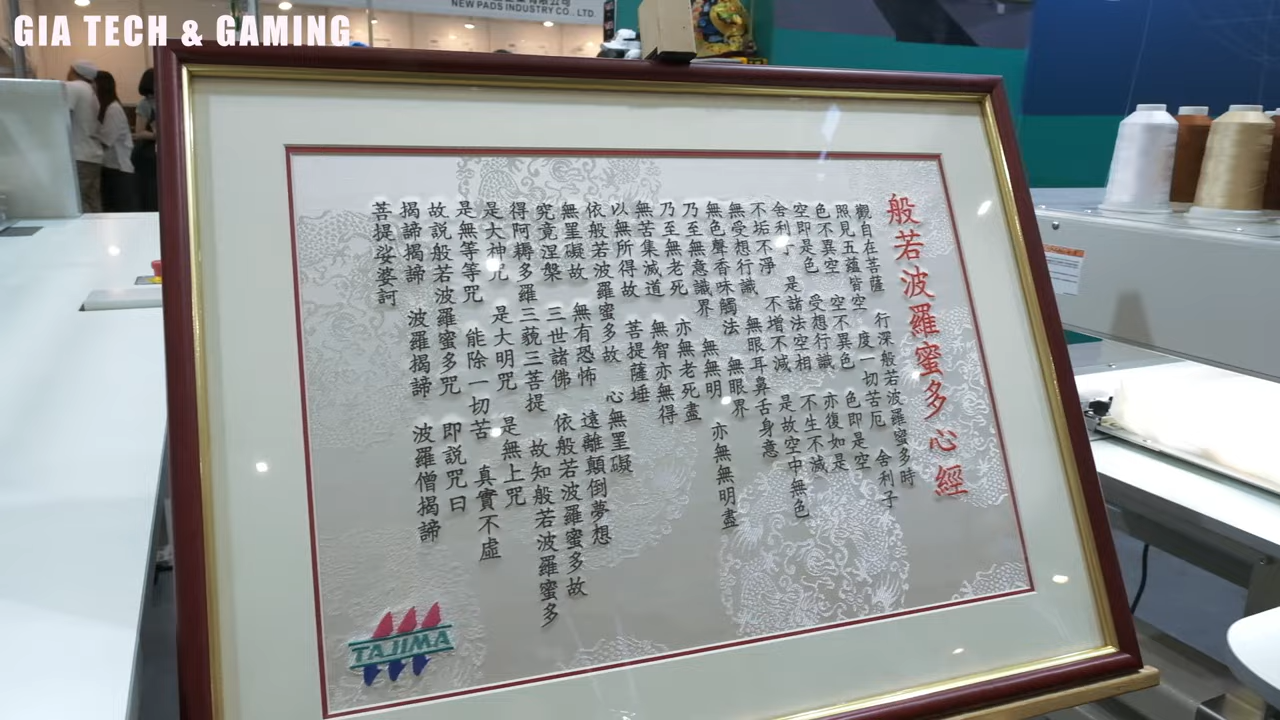 GIA TECH & GAMING
NEW PADS INDUSTRY CO., LTD.
般若波羅蜜多心經
觀自在菩薩 行深般若波羅蜜多時
照見五蘊皆空 度一切苦厄 舍利子
色不異空 空不異色 色即是空
空即是色 受想行識 亦復如是
舍利子 是諸法空相 不生不滅
不垢不淨 不增不減 是故空中無色
無受想行識 無眼耳鼻舌身意
無色聲香味觸法 無眼界
乃至無意識界 無無明 亦無無明盡
乃至無老死 亦無老死盡
無苦集滅道 無智亦無得
以無所得故 菩提薩埵
依般若波羅蜜多故 心無罣礙
無罣礙故 無有恐怖 遠離顛倒夢想
究竟涅槃 三世諸佛 依般若波羅蜜多故
得阿耨多羅三藐三菩提 故知般若波羅蜜多
是大神咒 是大明咒 是無上咒
是無等等咒 能除一切苦 真實不虛
故說般若波羅蜜多咒 即說咒曰
揭諦揭諦 波羅揭諦 波羅僧揭諦
菩提娑婆訶
TAJIMA